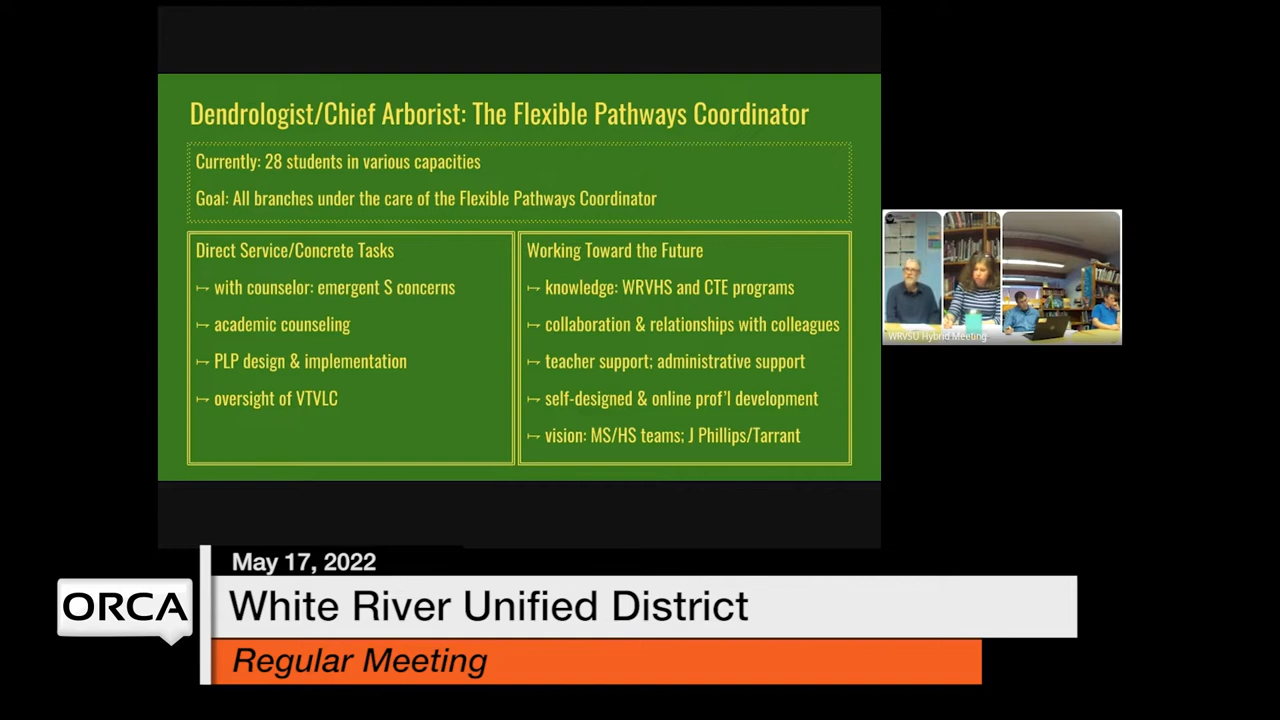 Dendrologist/Chief Arborist: The Flexible Pathways Coordinator
Currently: 28 students in various capacities
Goal: All branches under the care of the Flexible Pathways Coordinator
Direct Service/Concrete Tasks
with counselor: emergent S concerns
academic counseling
PLP design & implementation
oversight of VTVLC
Working Toward the Future
knowledge: WRVHS and CTE programs
collaboration & relationships with colleagues
teacher support; administrative support
self-designed & online prof'l development
vision: MS/HS teams; J Phillips/Tarrant
WRVSU Hybrid Meeting
May 17, 2022
ORCA
White River Unified District
Regular Meeting